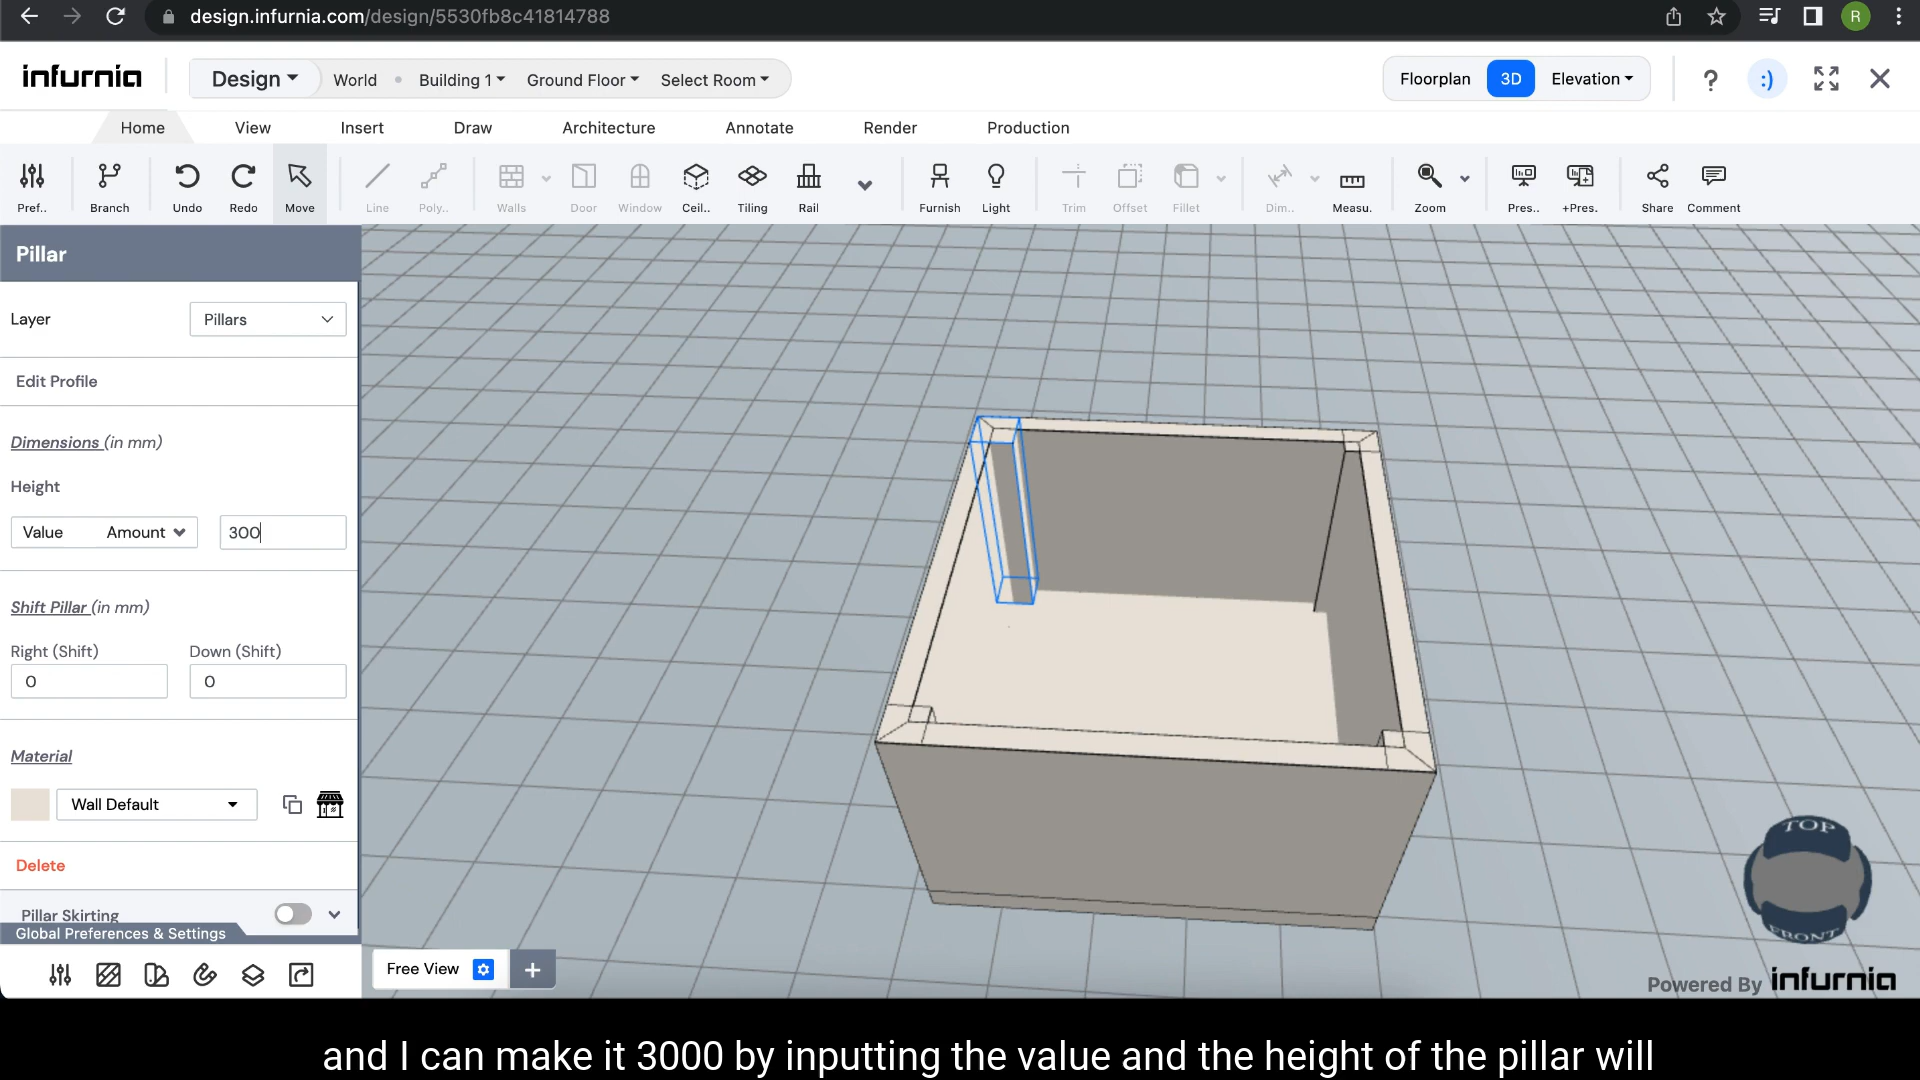 design.infurnia.com/design/5530fb8c41814788
R
infurnia
Design
World
Building 1
Ground Floor
Select Room
Floorplan
3D
Elevation
?
:)
Home
View
Insert
Draw
Architecture
Annotate
Render
Production
Pref..
Branch
Undo
Redo
Move
Line
Poly..
Walls
Door
Window
Ceil..
Tiling
Rail
Furnish
Light
Trim
Offset
Fillet
Dim..
Measu.
Zoom
Pres..
+Pres.
Share
Comment
Pillar
Layer
Pillars
Edit Profile
Dimensions (in mm)
Height
Value Amount
300
Shift Pillar (in mm)
Right (Shift)
Down (Shift)
0
0
Material
Wall Default
Delete
Pillar Skirting
Global Preferences & Settings
Free View
+
TOP
FRONT
Powered By infurnia
and I can make it 3000 by inputting the value and the height of the pillar will